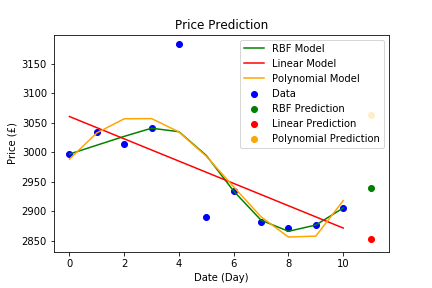 Price Prediction
RBF Model
Linear Model
Polynomial Model
Data
RBF Prediction
Linear Prediction
Polynomial Prediction
3150
3100
3050
3000
2950
2900
2850
Price (£)
0 2 4 6 8 10
Date (Day)